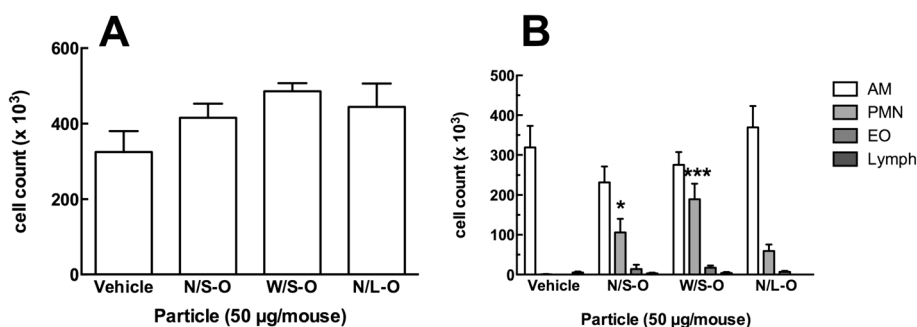 A
cell count (x 10³)
600
400
200
0
Vehicle N/S-O W/S-O N/L-O
Particle (50 µg/mouse)
B
cell count (x 10³)
500
400
300
200
100
0
* ***
Vehicle N/S-O W/S-O N/L-O
Particle (50 µg/mouse)
AM
PMN
EO
Lymph